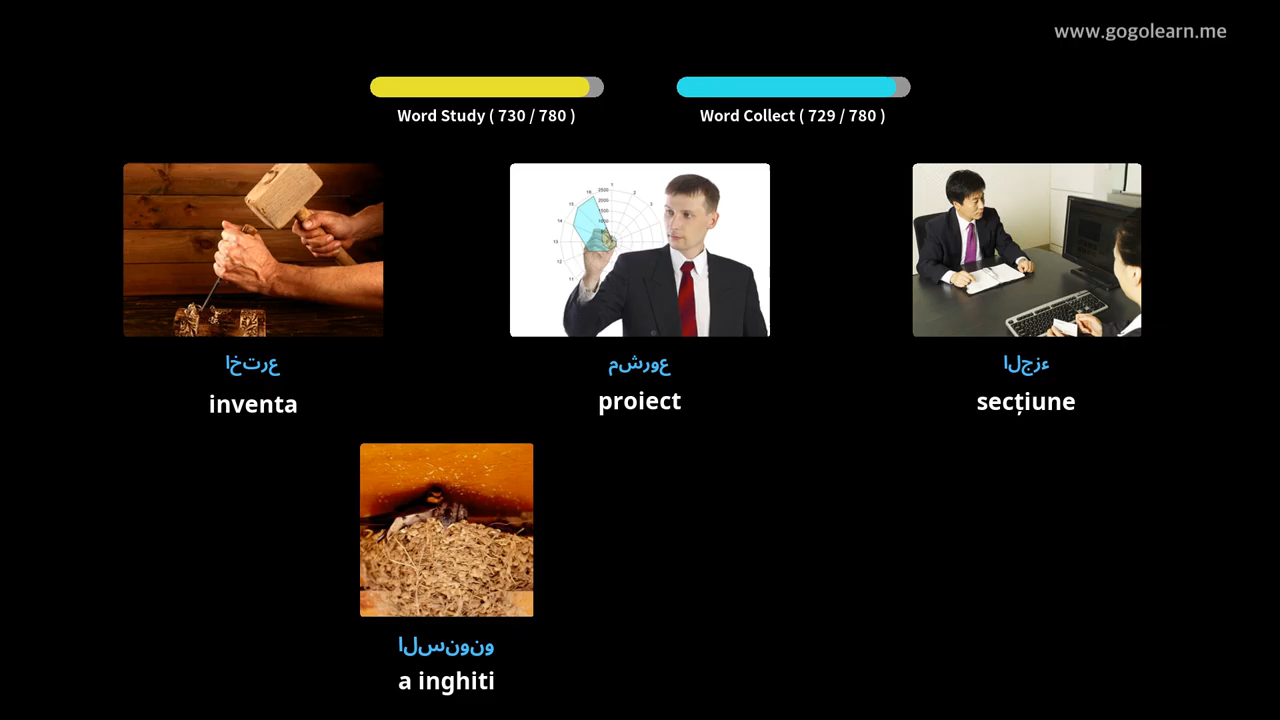 www.gogolearn.me
Word Study ( 730 / 780 )
Word Collect ( 729 / 780 )
اخترع
inventa
مشروع
proiect
الجزء
secțiune
السنونو
a inghiti